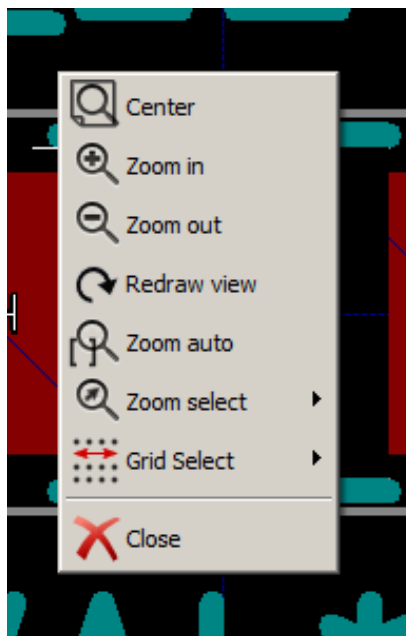 Center
Zoom in
Zoom out
Redraw view
Zoom auto
Zoom select
Grid Select
Close